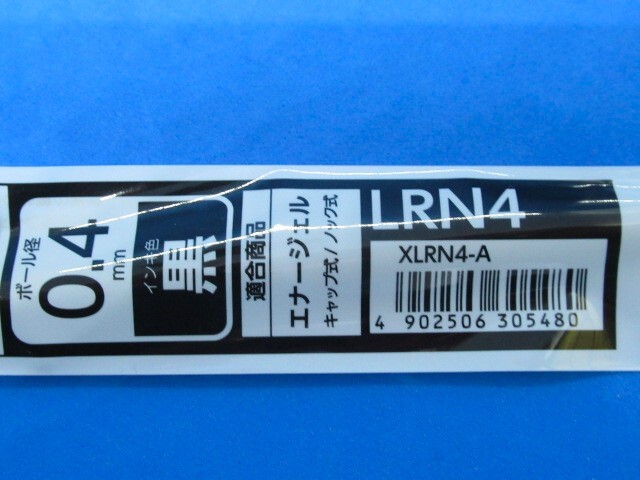 ボール径
0.4
mm
インキ色
黒
適合商品
エナージェル
キャップ式/ノック式
LRN4
XLRN4-A
4 902506 305480